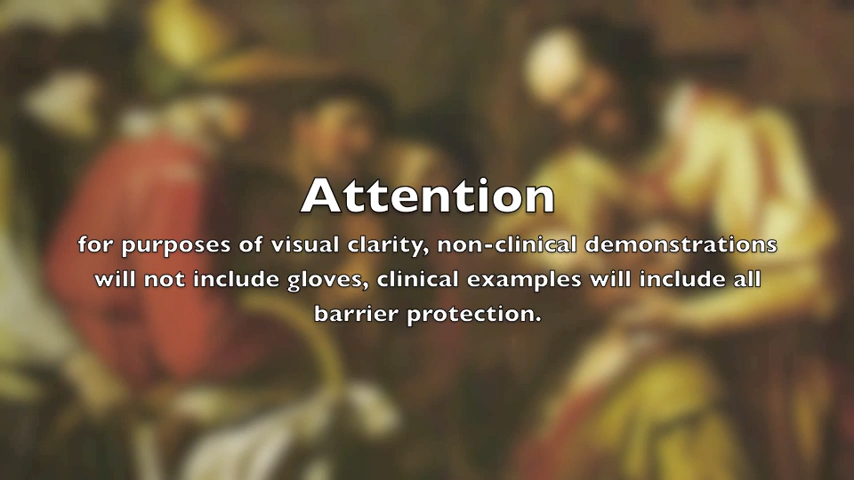 Attention
for purposes of visual clarity, non-clinical demonstrations
will not include gloves, clinical examples will include all
barrier protection.